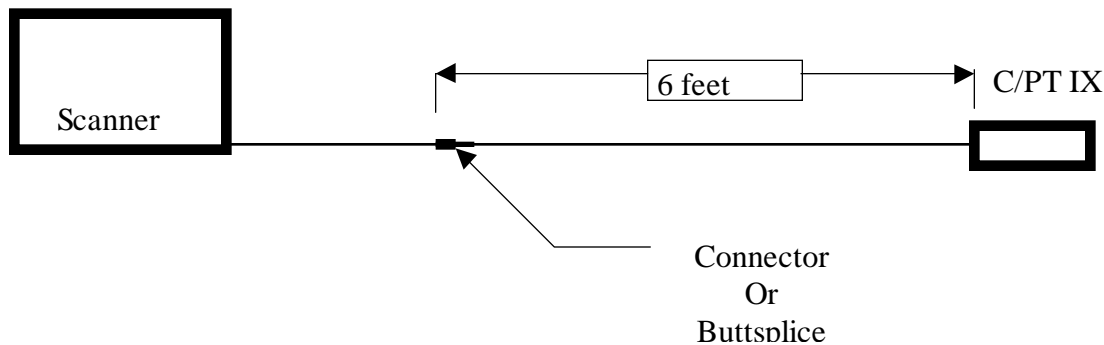 6 feet
C/PT IX
Scanner
Connector
Or
Buttsplice